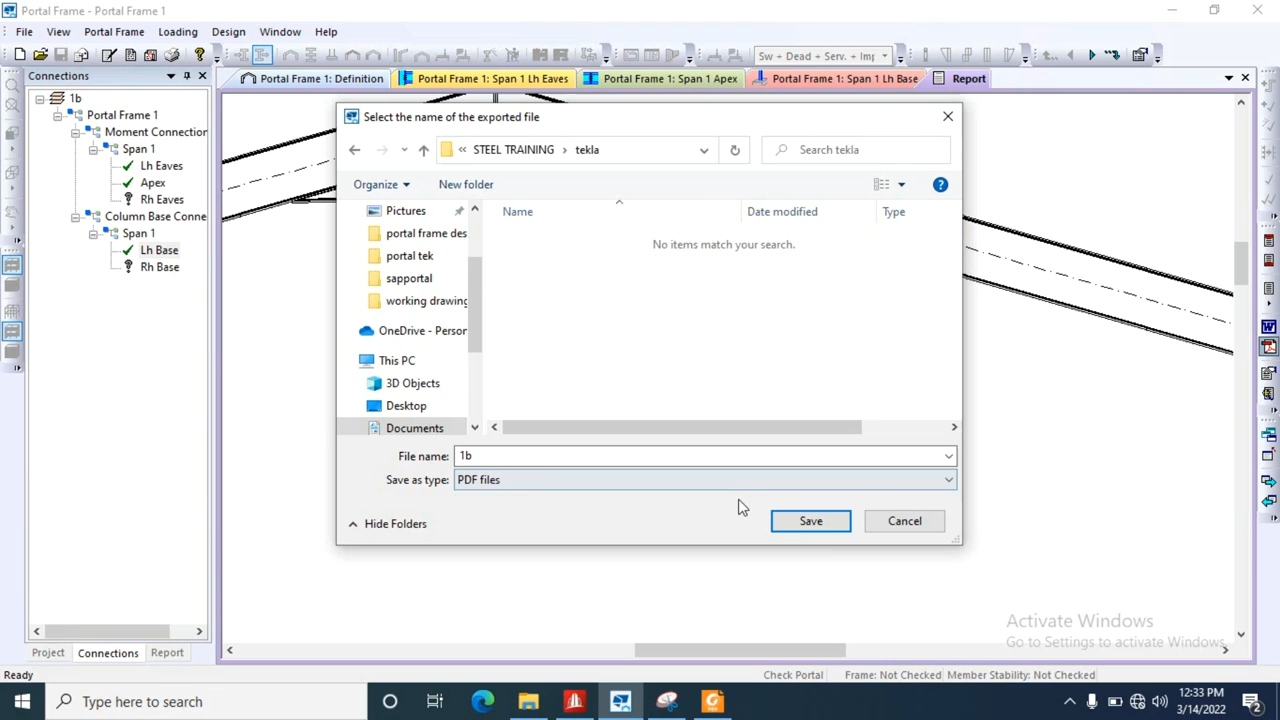 Portal Frame - Portal Frame 1
File View Portal Frame Loading Design Window Help
Sw + Dead + Serv. + Imp
Connections
Portal Frame 1: Definition
Portal Frame 1: Span 1 Lh Eaves
Portal Frame 1: Span 1 Apex
Portal Frame 1: Span 1 Lh Base
Report
1b
Portal Frame 1
Moment Connection
Span 1
Lh Eaves
Apex
Rh Eaves
Column Base Conne
Span 1
Lh Base
Rh Base
Select the name of the exported file
« STEEL TRAINING › tekla
Search tekla
Organize New folder
Name Date modified Type
No items match your search.
Pictures
portal frame des
portal tek
sapportal
working drawing
OneDrive - Person
This PC
3D Objects
Desktop
Documents
File name: 1b
Save as type: PDF files
Hide Folders
Save Cancel
Activate Windows
Go to Settings to activate Windows.
Project Connections Report
Ready
Check Portal Frame: Not Checked Member Stability: Not Checked
Type here to search
12:33 PM
3/14/2022
2